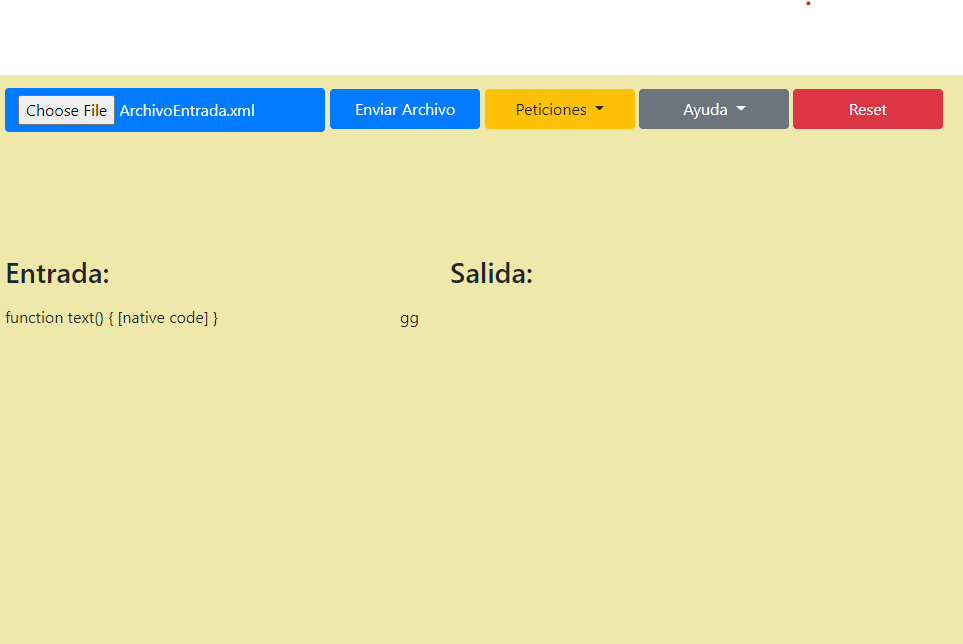 Choose File ArchivoEntrada.xml Enviar Archivo Peticiones Ayuda Reset
Entrada: Salida:
function text() { [native code] } gg